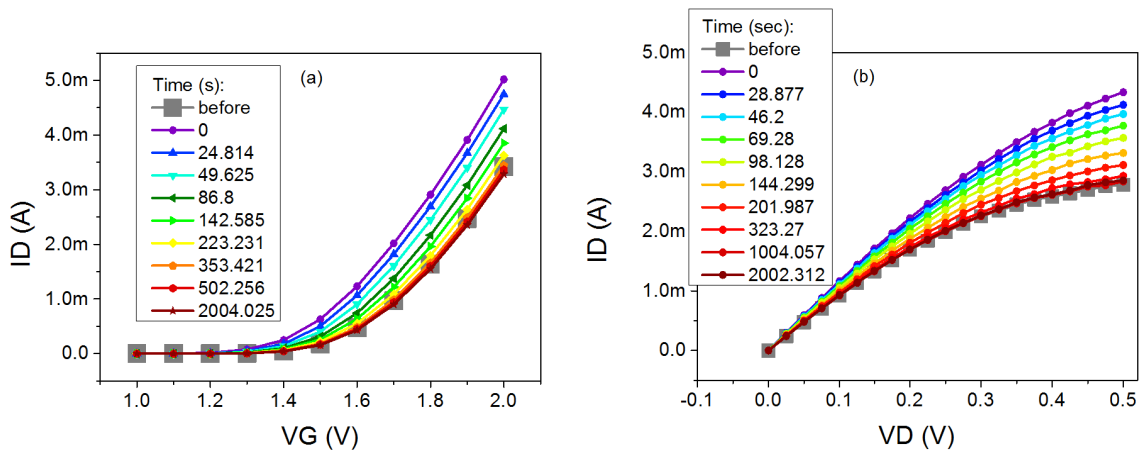 (a)
Time (s):
before
0
24.814
49.625
86.8
142.585
223.231
353.421
502.256
2004.025
5.0m
4.0m
3.0m
2.0m
1.0m
0.0
ID (A)
1.0 1.2 1.4 1.6 1.8 2.0
VG (V)
(b)
Time (sec):
before
0
28.877
46.2
69.28
98.128
144.299
201.987
323.27
1004.057
2002.312
5.0m
4.0m
3.0m
2.0m
1.0m
0.0
ID (A)
-0.1 0.0 0.1 0.2 0.3 0.4 0.5
VD (V)